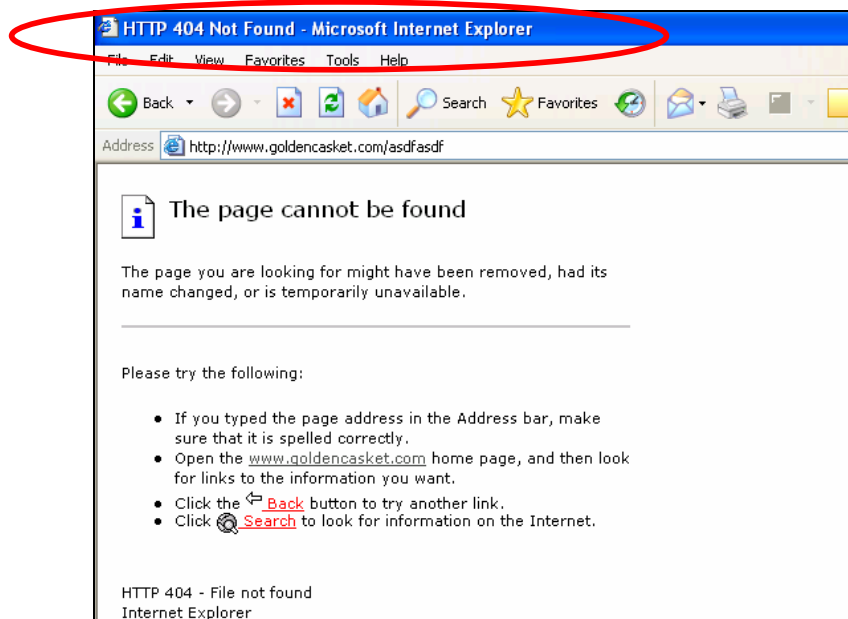 HTTP 404 Not Found - Microsoft Internet Explorer
File Edit View Favorites Tools Help
Back Search Favorites
Address http://www.goldencasket.com/asdfasdf
i The page cannot be found
The page you are looking for might have been removed, had its
name changed, or is temporarily unavailable.
Please try the following:
• If you typed the page address in the Address bar, make
sure that it is spelled correctly.
• Open the www.goldencasket.com home page, and then look
for links to the information you want.
• Click the Back button to try another link.
• Click Search to look for information on the Internet.
HTTP 404 - File not found
Internet Explorer